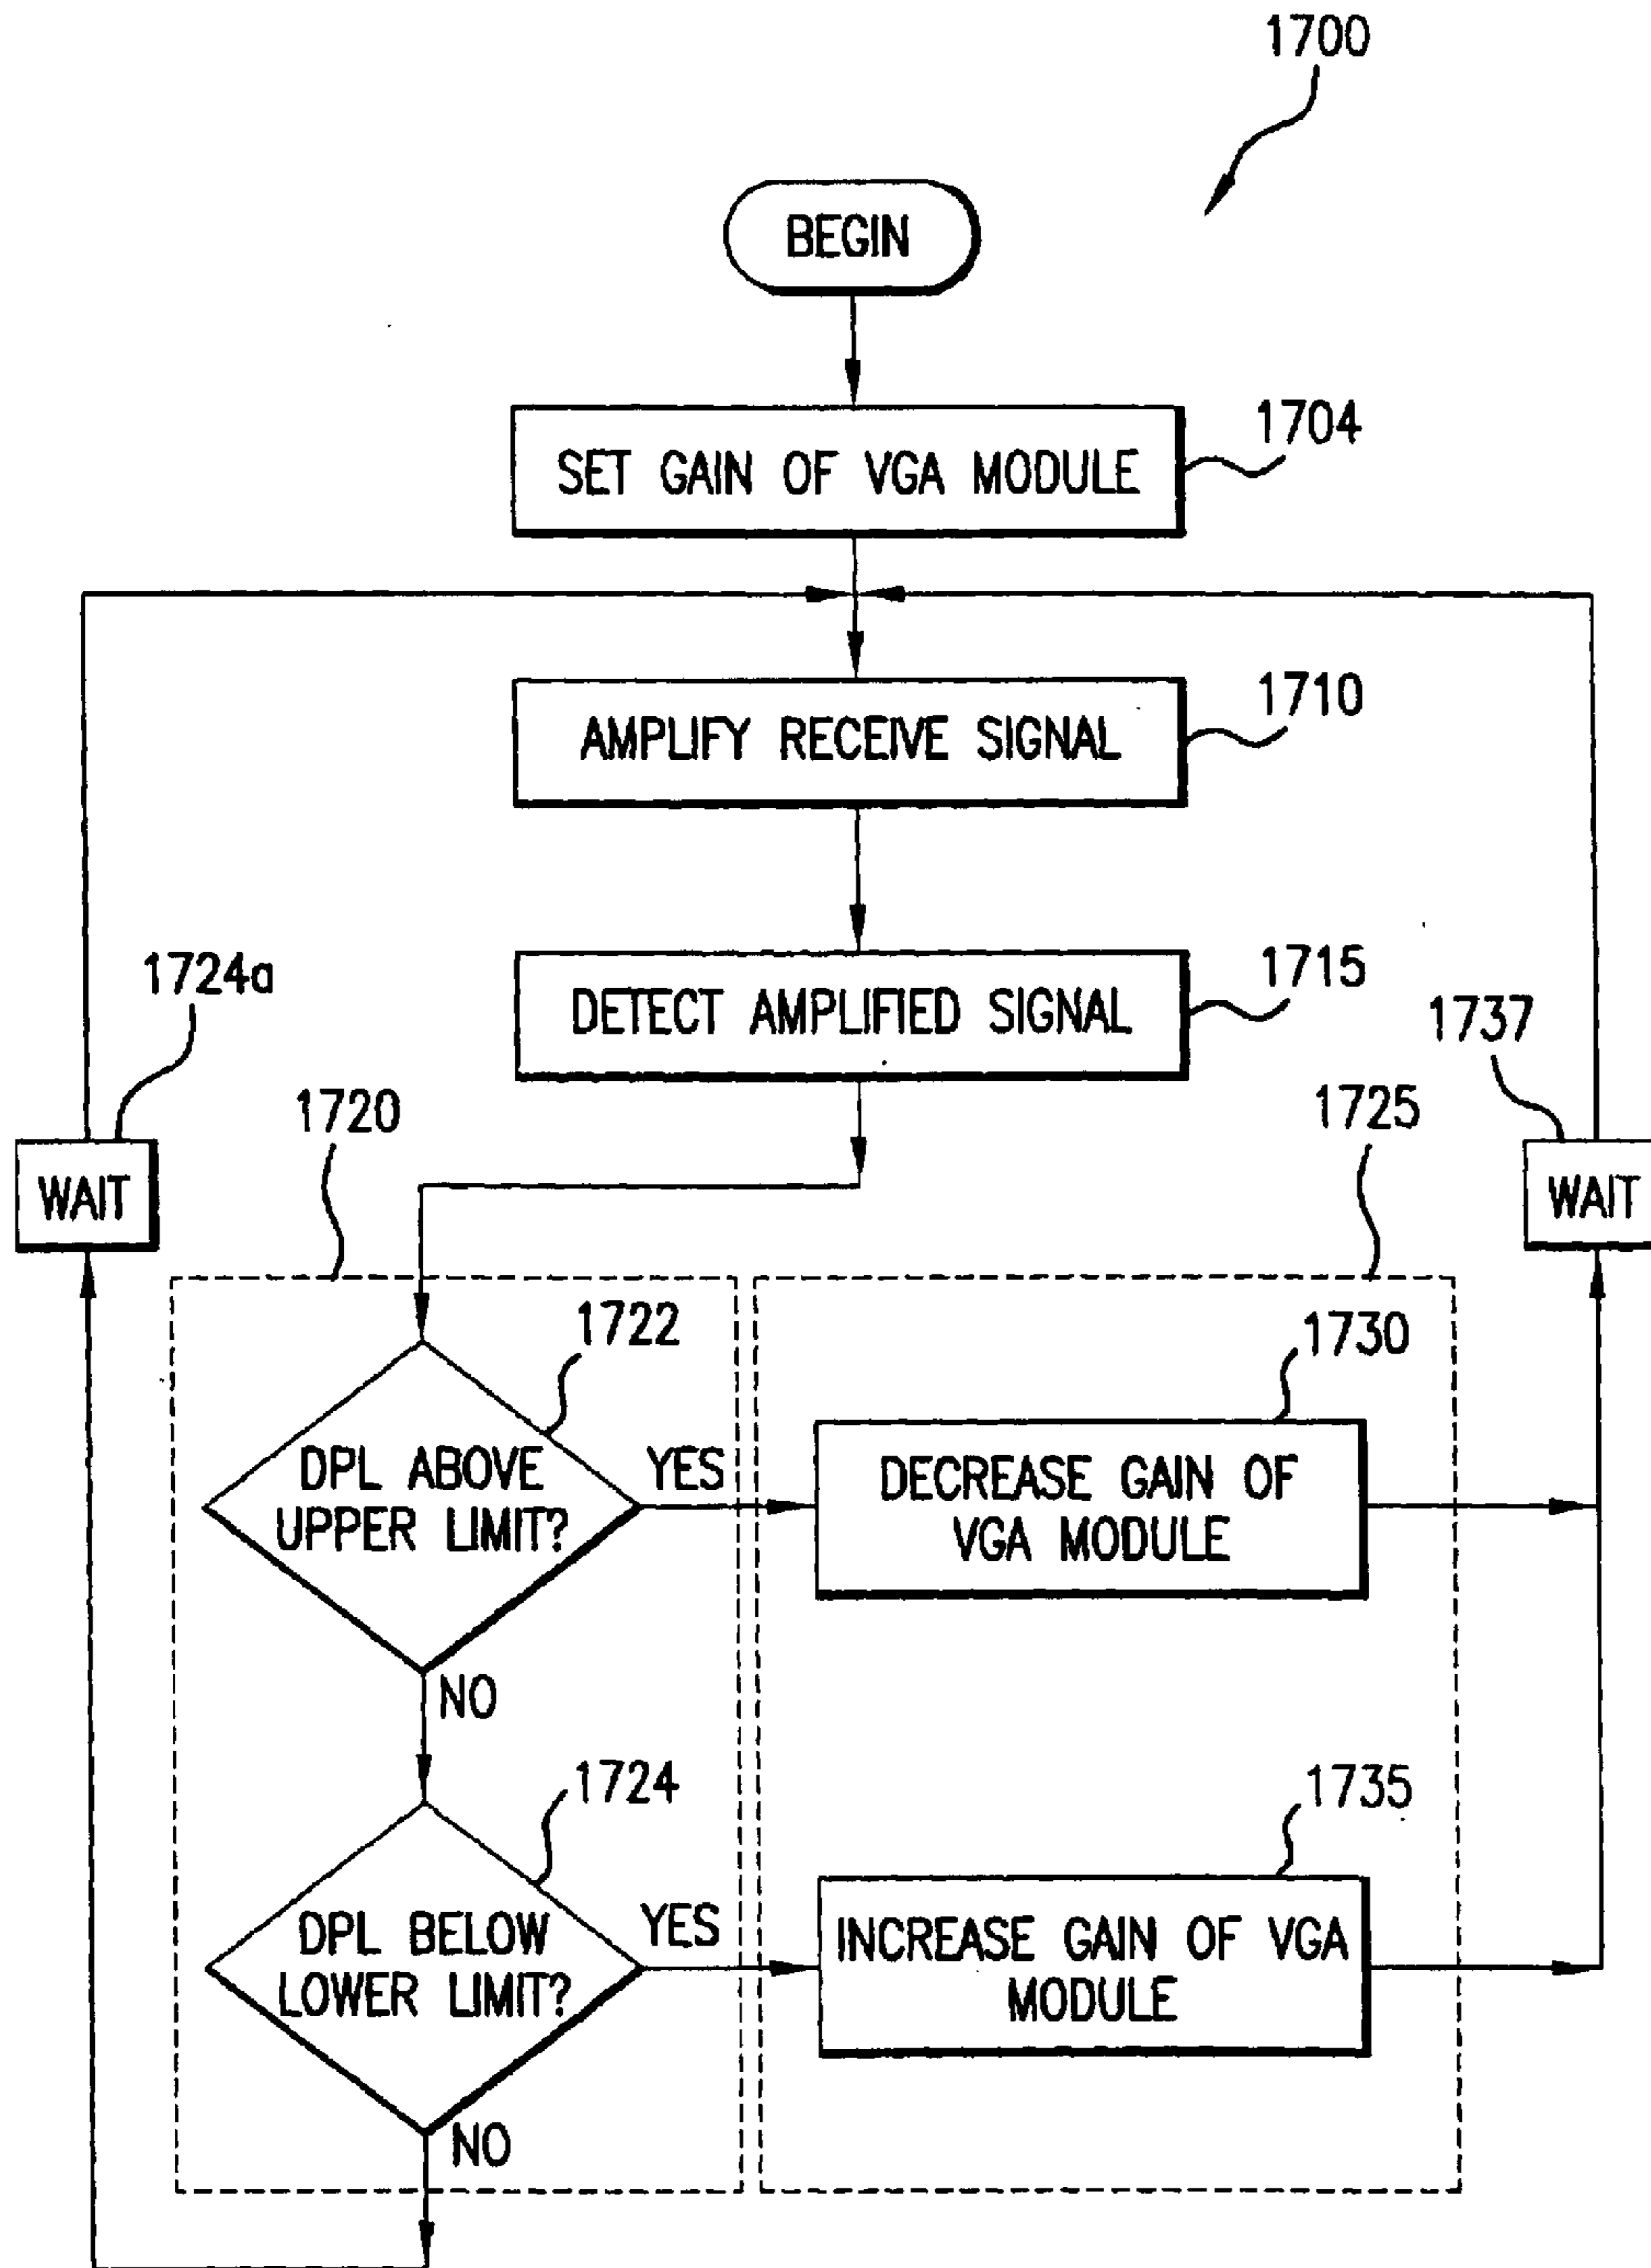 1700
BEGIN
1704
SET GAIN OF VGA MODULE
1710
AMPLIFY RECEIVE SIGNAL
1715
DETECT AMPLIFIED SIGNAL
1724a
WAIT
1737
WAIT
1720
1725
1722
DPL ABOVE
UPPER LIMIT?
YES
NO
1730
DECREASE GAIN OF
VGA MODULE
1724
DPL BELOW
LOWER LIMIT?
YES
NO
1735
INCREASE GAIN OF VGA
MODULE